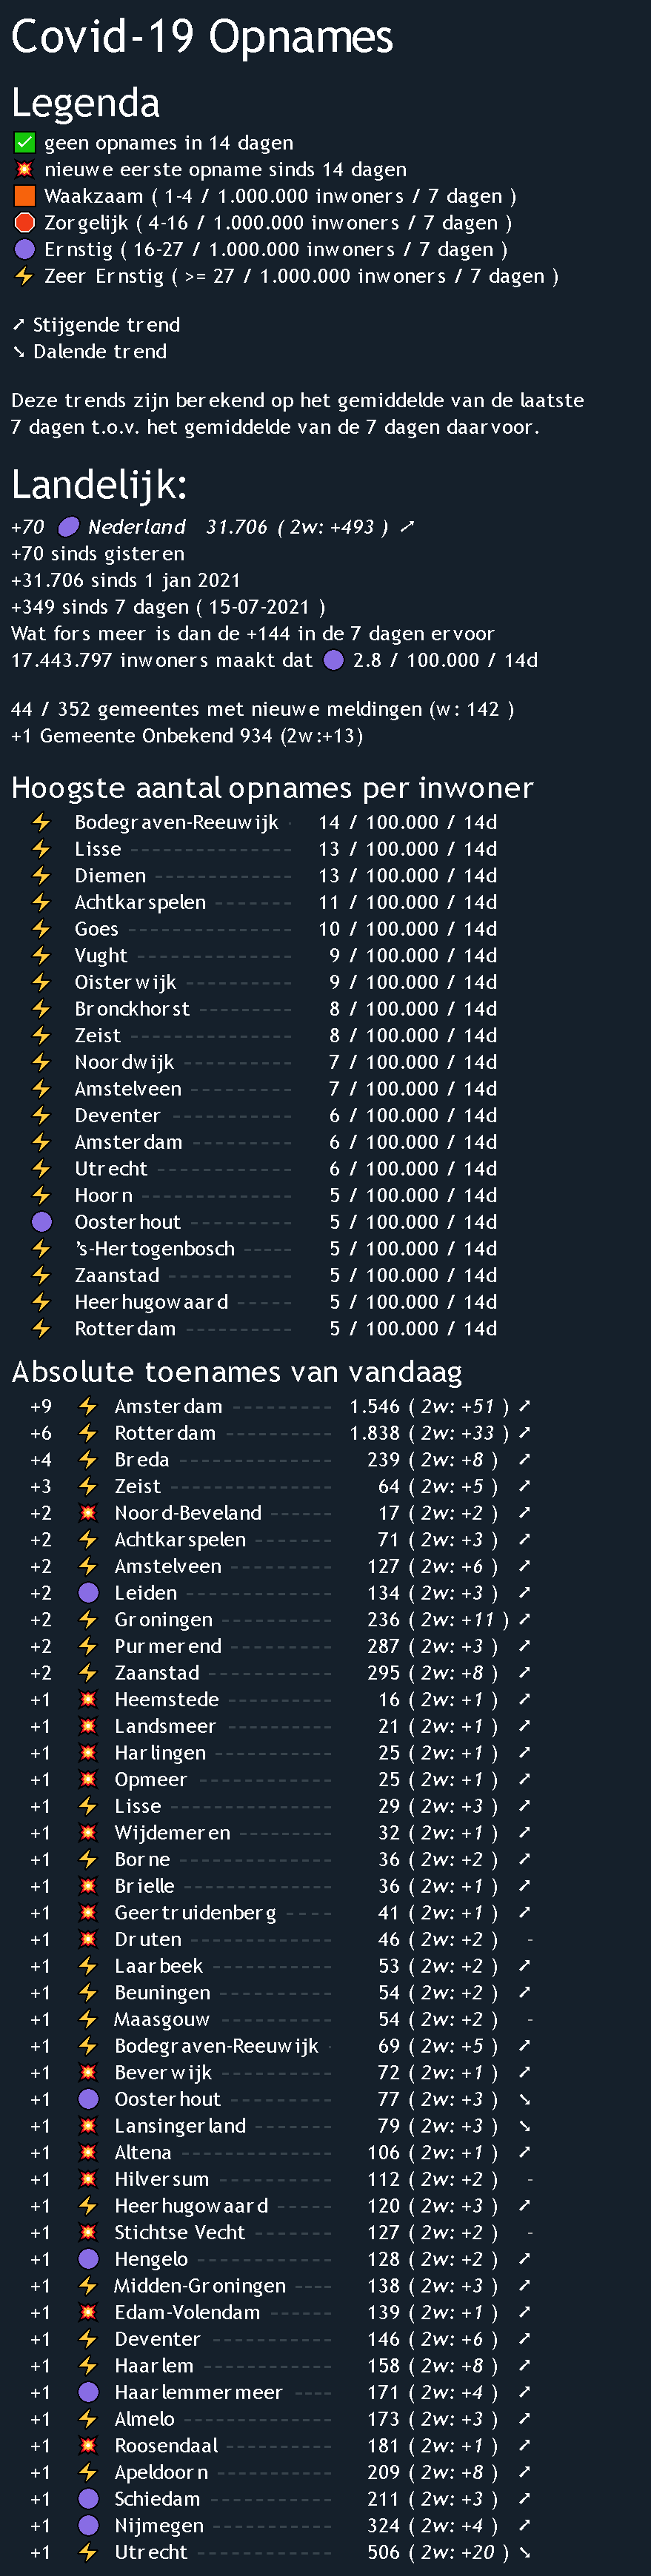 Covid-19 Opnames
Legenda
geen opnames in 14 dagen
nieuwe eerste opname sinds 14 dagen
Waakzaam ( 1-4 / 1.000.000 inwoners / 7 dagen )
Zorgelijk ( 4-16 / 1.000.000 inwoners / 7 dagen )
Ernstig ( 16-27 / 1.000.000 inwoners / 7 dagen )
Zeer Ernstig ( >= 27 / 1.000.000 inwoners / 7 dagen )
➚ Stijgende trend
➘ Dalende trend
Deze trends zijn berekend op het gemiddelde van de laatste
7 dagen t.o.v. het gemiddelde van de 7 dagen daarvoor.
Landelijk:
+70 Nederland 31.706 ( 2w: +493 ) ➚
+70 sinds gisteren
+31.706 sinds 1 jan 2021
+349 sinds 7 dagen ( 15-07-2021 )
Wat fors meer is dan de +144 in de 7 dagen ervoor
17.443.797 inwoners maakt dat 2.8 / 100.000 / 14d
44 / 352 gemeentes met nieuwe meldingen (w: 142 )
+1 Gemeente Onbekend 934 (2w:+13)
Hoogste aantal opnames per inwoner
Bodegraven-Reeuwijk 14 / 100.000 / 14d
Lisse 13 / 100.000 / 14d
Diemen 13 / 100.000 / 14d
Achtkarspelen 11 / 100.000 / 14d
Goes 10 / 100.000 / 14d
Vught 9 / 100.000 / 14d
Oisterwijk 9 / 100.000 / 14d
Bronckhorst 8 / 100.000 / 14d
Zeist 8 / 100.000 / 14d
Noordwijk 7 / 100.000 / 14d
Amstelveen 7 / 100.000 / 14d
Deventer 6 / 100.000 / 14d
Amsterdam 6 / 100.000 / 14d
Utrecht 6 / 100.000 / 14d
Hoorn 5 / 100.000 / 14d
Oosterhout 5 / 100.000 / 14d
's-Hertogenbosch 5 / 100.000 / 14d
Zaanstad 5 / 100.000 / 14d
Heerhugowaard 5 / 100.000 / 14d
Rotterdam 5 / 100.000 / 14d
Absolute toenames van vandaag
+9 Amsterdam 1.546 ( 2w: +51 ) ➚
+6 Rotterdam 1.838 ( 2w: +33 ) ➚
+4 Breda 239 ( 2w: +8 ) ➚
+3 Zeist 64 ( 2w: +5 ) ➚
+2 Noord-Beveland 17 ( 2w: +2 ) ➚
+2 Achtkarspelen 71 ( 2w: +3 ) ➚
+2 Amstelveen 127 ( 2w: +6 ) ➚
+2 Leiden 134 ( 2w: +3 ) ➚
+2 Groningen 236 ( 2w: +11 ) ➚
+2 Purmerend 287 ( 2w: +3 ) ➚
+2 Zaanstad 295 ( 2w: +8 ) ➚
+1 Heemstede 16 ( 2w: +1 ) ➚
+1 Landsmeer 21 ( 2w: +1 ) ➚
+1 Harlingen 25 ( 2w: +1 ) ➚
+1 Opmeer 25 ( 2w: +1 ) ➚
+1 Lisse 29 ( 2w: +3 ) ➚
+1 Wijdemeren 32 ( 2w: +1 ) ➚
+1 Borne 36 ( 2w: +2 ) ➚
+1 Brielle 36 ( 2w: +1 ) ➚
+1 Geertruidenberg 41 ( 2w: +1 ) ➚
+1 Druten 46 ( 2w: +2 ) -
+1 Laarbeek 53 ( 2w: +2 ) ➚
+1 Beuningen 54 ( 2w: +2 ) ➚
+1 Maasgouw 54 ( 2w: +2 ) -
+1 Bodegraven-Reeuwijk 69 ( 2w: +5 ) ➚
+1 Beverwijk 72 ( 2w: +1 ) ➚
+1 Oosterhout 77 ( 2w: +3 ) ➘
+1 Lansingerland 79 ( 2w: +3 ) ➘
+1 Altena 106 ( 2w: +1 ) ➚
+1 Hilversum 112 ( 2w: +2 ) -
+1 Heerhugowaard 120 ( 2w: +3 ) ➚
+1 Stichtse Vecht 127 ( 2w: +2 ) -
+1 Hengelo 128 ( 2w: +2 ) ➚
+1 Midden-Groningen 138 ( 2w: +3 ) ➚
+1 Edam-Volendam 139 ( 2w: +1 ) ➚
+1 Deventer 146 ( 2w: +6 ) ➚
+1 Haarlem 158 ( 2w: +8 ) ➚
+1 Haarlemmermeer 171 ( 2w: +4 ) ➚
+1 Almelo 173 ( 2w: +3 ) ➚
+1 Roosendaal 181 ( 2w: +1 ) ➚
+1 Apeldoorn 209 ( 2w: +8 ) ➚
+1 Schiedam 211 ( 2w: +3 ) ➚
+1 Nijmegen 324 ( 2w: +4 ) ➚
+1 Utrecht 506 ( 2w: +20 ) ➘